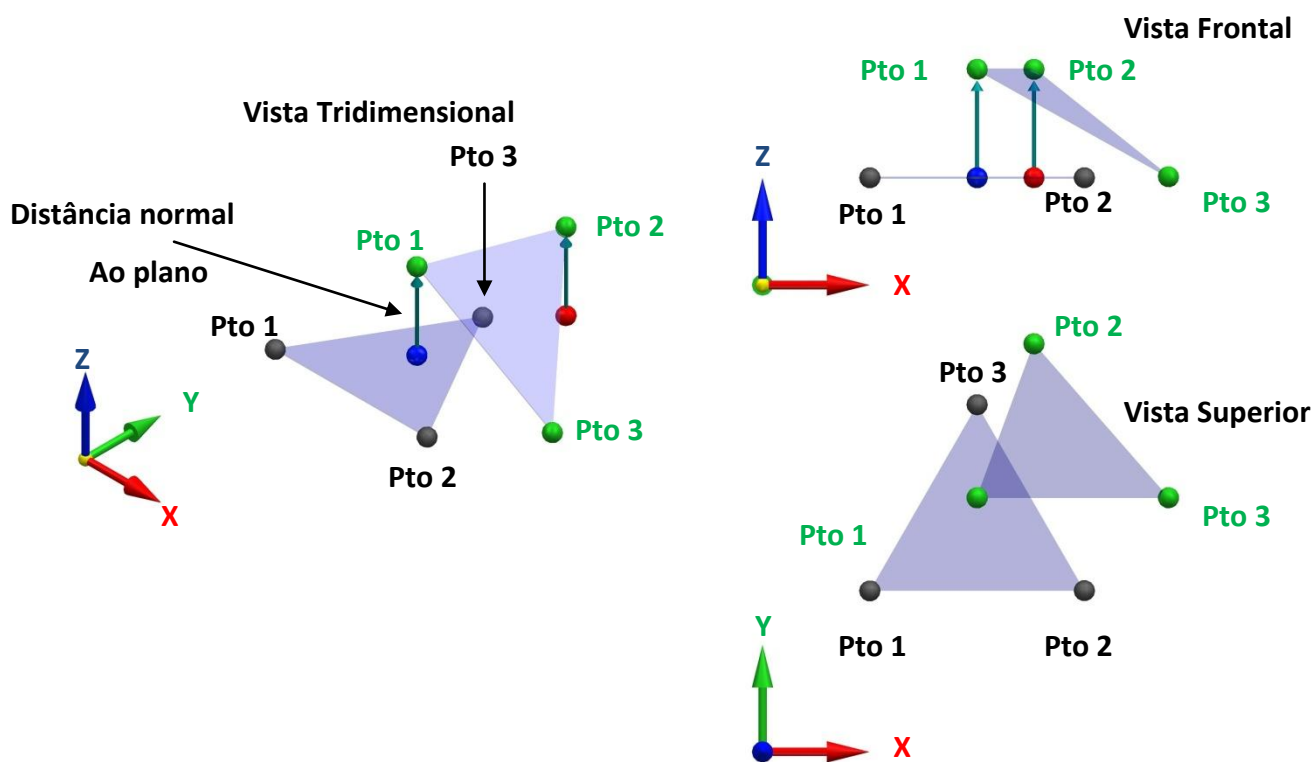 Vista Tridimensional
Pto 3
Distância normal
Ao plano
Pto 1
Pto 2
Pto 1
Pto 2
Pto 3
Z
Y
X
Vista Frontal
Pto 1
Pto 2
Z
Pto 1
Pto 2
Pto 3
X
Pto 2
Pto 3
Vista Superior
Pto 1
Pto 3
Pto 1
Pto 2
Y
X